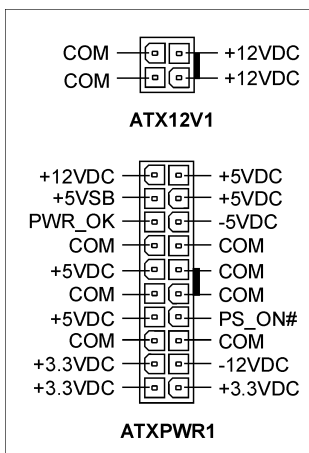 COM +12VDC
COM +12VDC
ATX12V1
+12VDC +5VDC
+5VSB +5VDC
PWR_OK -5VDC
COM COM
+5VDC COM
COM COM
+5VDC PS_ON#
COM COM
+3.3VDC -12VDC
+3.3VDC +3.3VDC
ATXPWR1